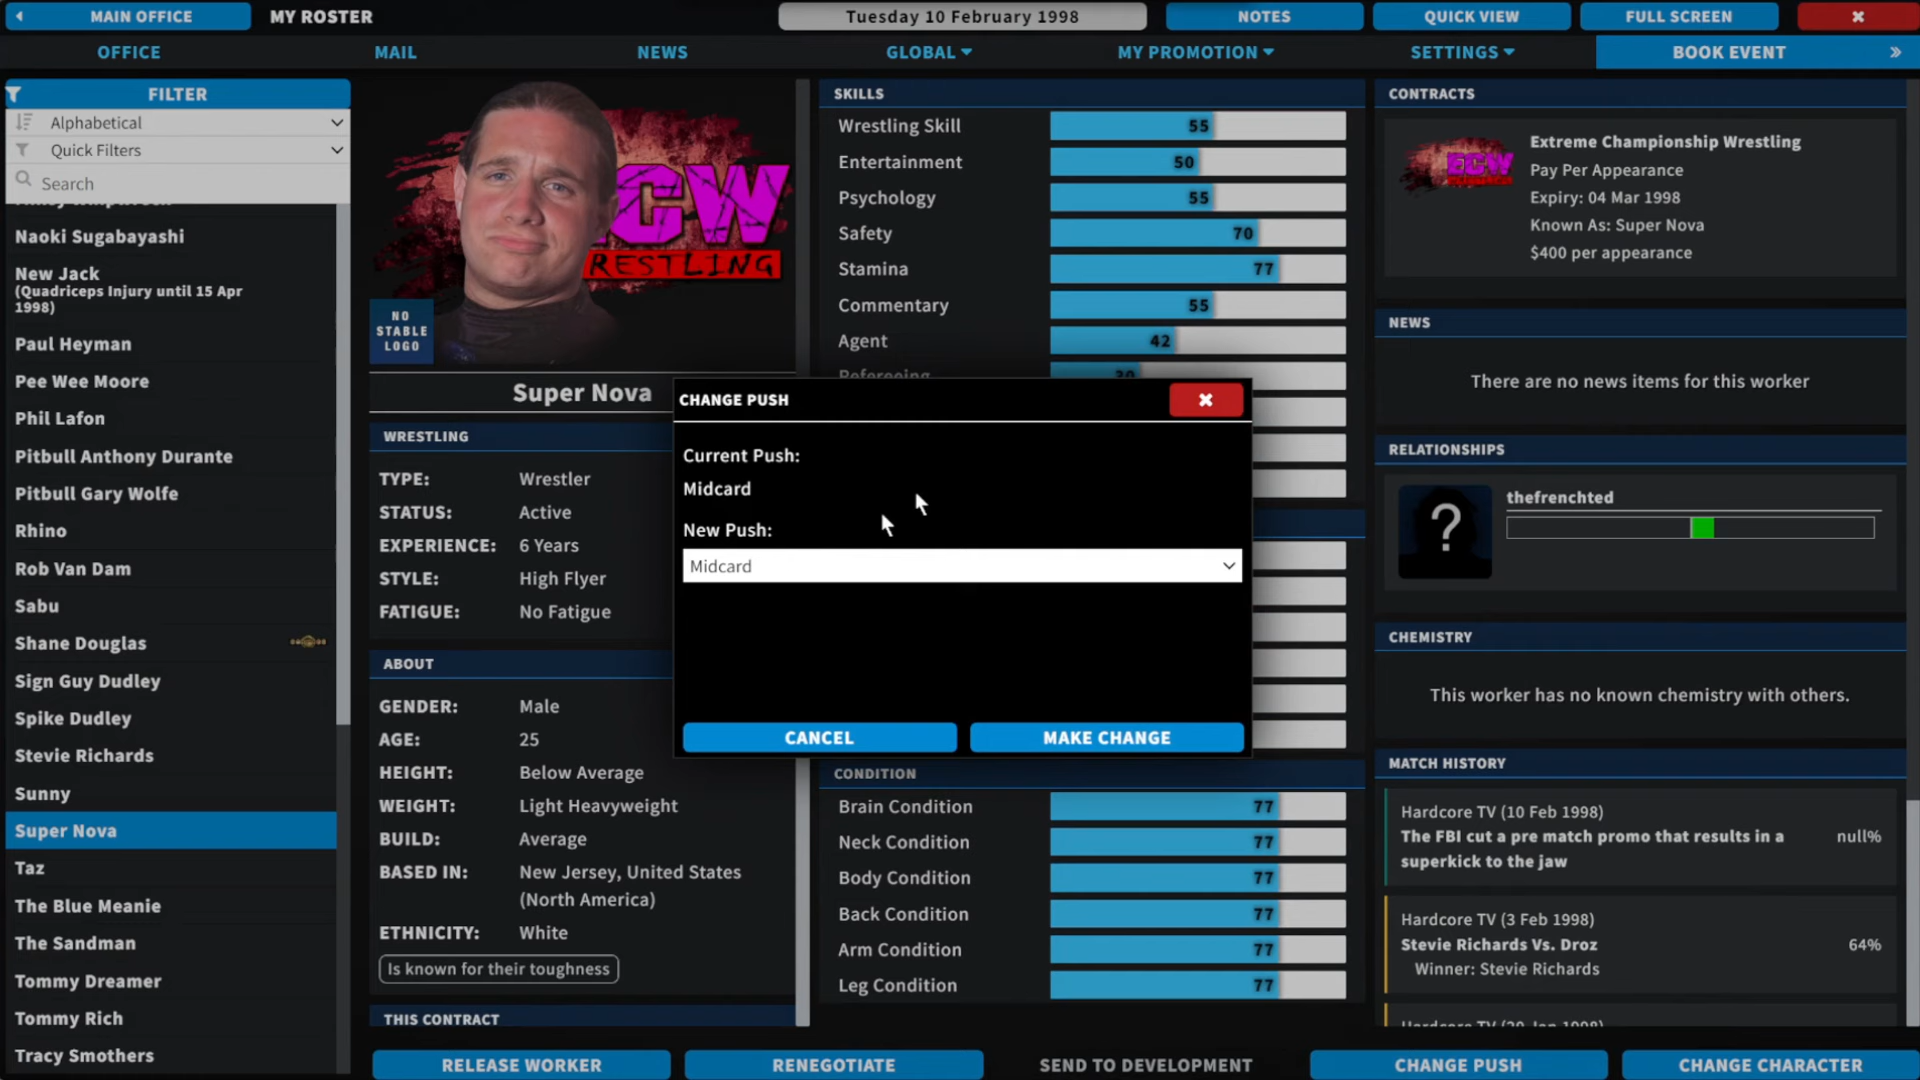 MAIN OFFICE
MY ROSTER
Tuesday 10 February 1998
NOTES
QUICK VIEW
FULL SCREEN
OFFICE
MAIL
NEWS
GLOBAL
MY PROMOTION
SETTINGS
BOOK EVENT
FILTER
Alphabetical
Quick Filters
Search
Naoki Sugabayashi
New Jack
(Quadriceps Injury until 15 Apr
1998)
Paul Heyman
Pee Wee Moore
Phil Lafon
Pitbull Anthony Durante
Pitbull Gary Wolfe
Rhino
Rob Van Dam
Sabu
Shane Douglas
Sign Guy Dudley
Spike Dudley
Stevie Richards
Sunny
Super Nova
Taz
The Blue Meanie
The Sandman
Tommy Dreamer
Tommy Rich
Tracy Smothers
ECW
RESTLING
NO
STABLE
LOGO
Super Nova
WRESTLING
TYPE: Wrestler
STATUS: Active
EXPERIENCE: 6 Years
STYLE: High Flyer
FATIGUE: No Fatigue
ABOUT
GENDER: Male
AGE: 25
HEIGHT: Below Average
WEIGHT: Light Heavyweight
BUILD: Average
BASED IN: New Jersey, United States
(North America)
ETHNICITY: White
Is known for their toughness
THIS CONTRACT
SKILLS
Wrestling Skill 55
Entertainment 50
Psychology 55
Safety 70
Stamina 77
Commentary 55
Agent 42
Refereeing 30
CHANGE PUSH
Current Push:
Midcard
New Push:
Midcard
CANCEL
MAKE CHANGE
CONDITION
Brain Condition 77
Neck Condition 77
Body Condition 77
Back Condition 77
Arm Condition 77
Leg Condition 77
CONTRACTS
ECW
Extreme Championship Wrestling
Pay Per Appearance
Expiry: 04 Mar 1998
Known As: Super Nova
$400 per appearance
NEWS
There are no news items for this worker
RELATIONSHIPS
?
thefrenchted
CHEMISTRY
This worker has no known chemistry with others.
MATCH HISTORY
Hardcore TV (10 Feb 1998)
The FBI cut a pre match promo that results in a null%
superkick to the jaw
Hardcore TV (3 Feb 1998)
Stevie Richards Vs. Droz 64%
Winner: Stevie Richards
RELEASE WORKER
RENEGOTIATE
SEND TO DEVELOPMENT
CHANGE PUSH
CHANGE CHARACTER